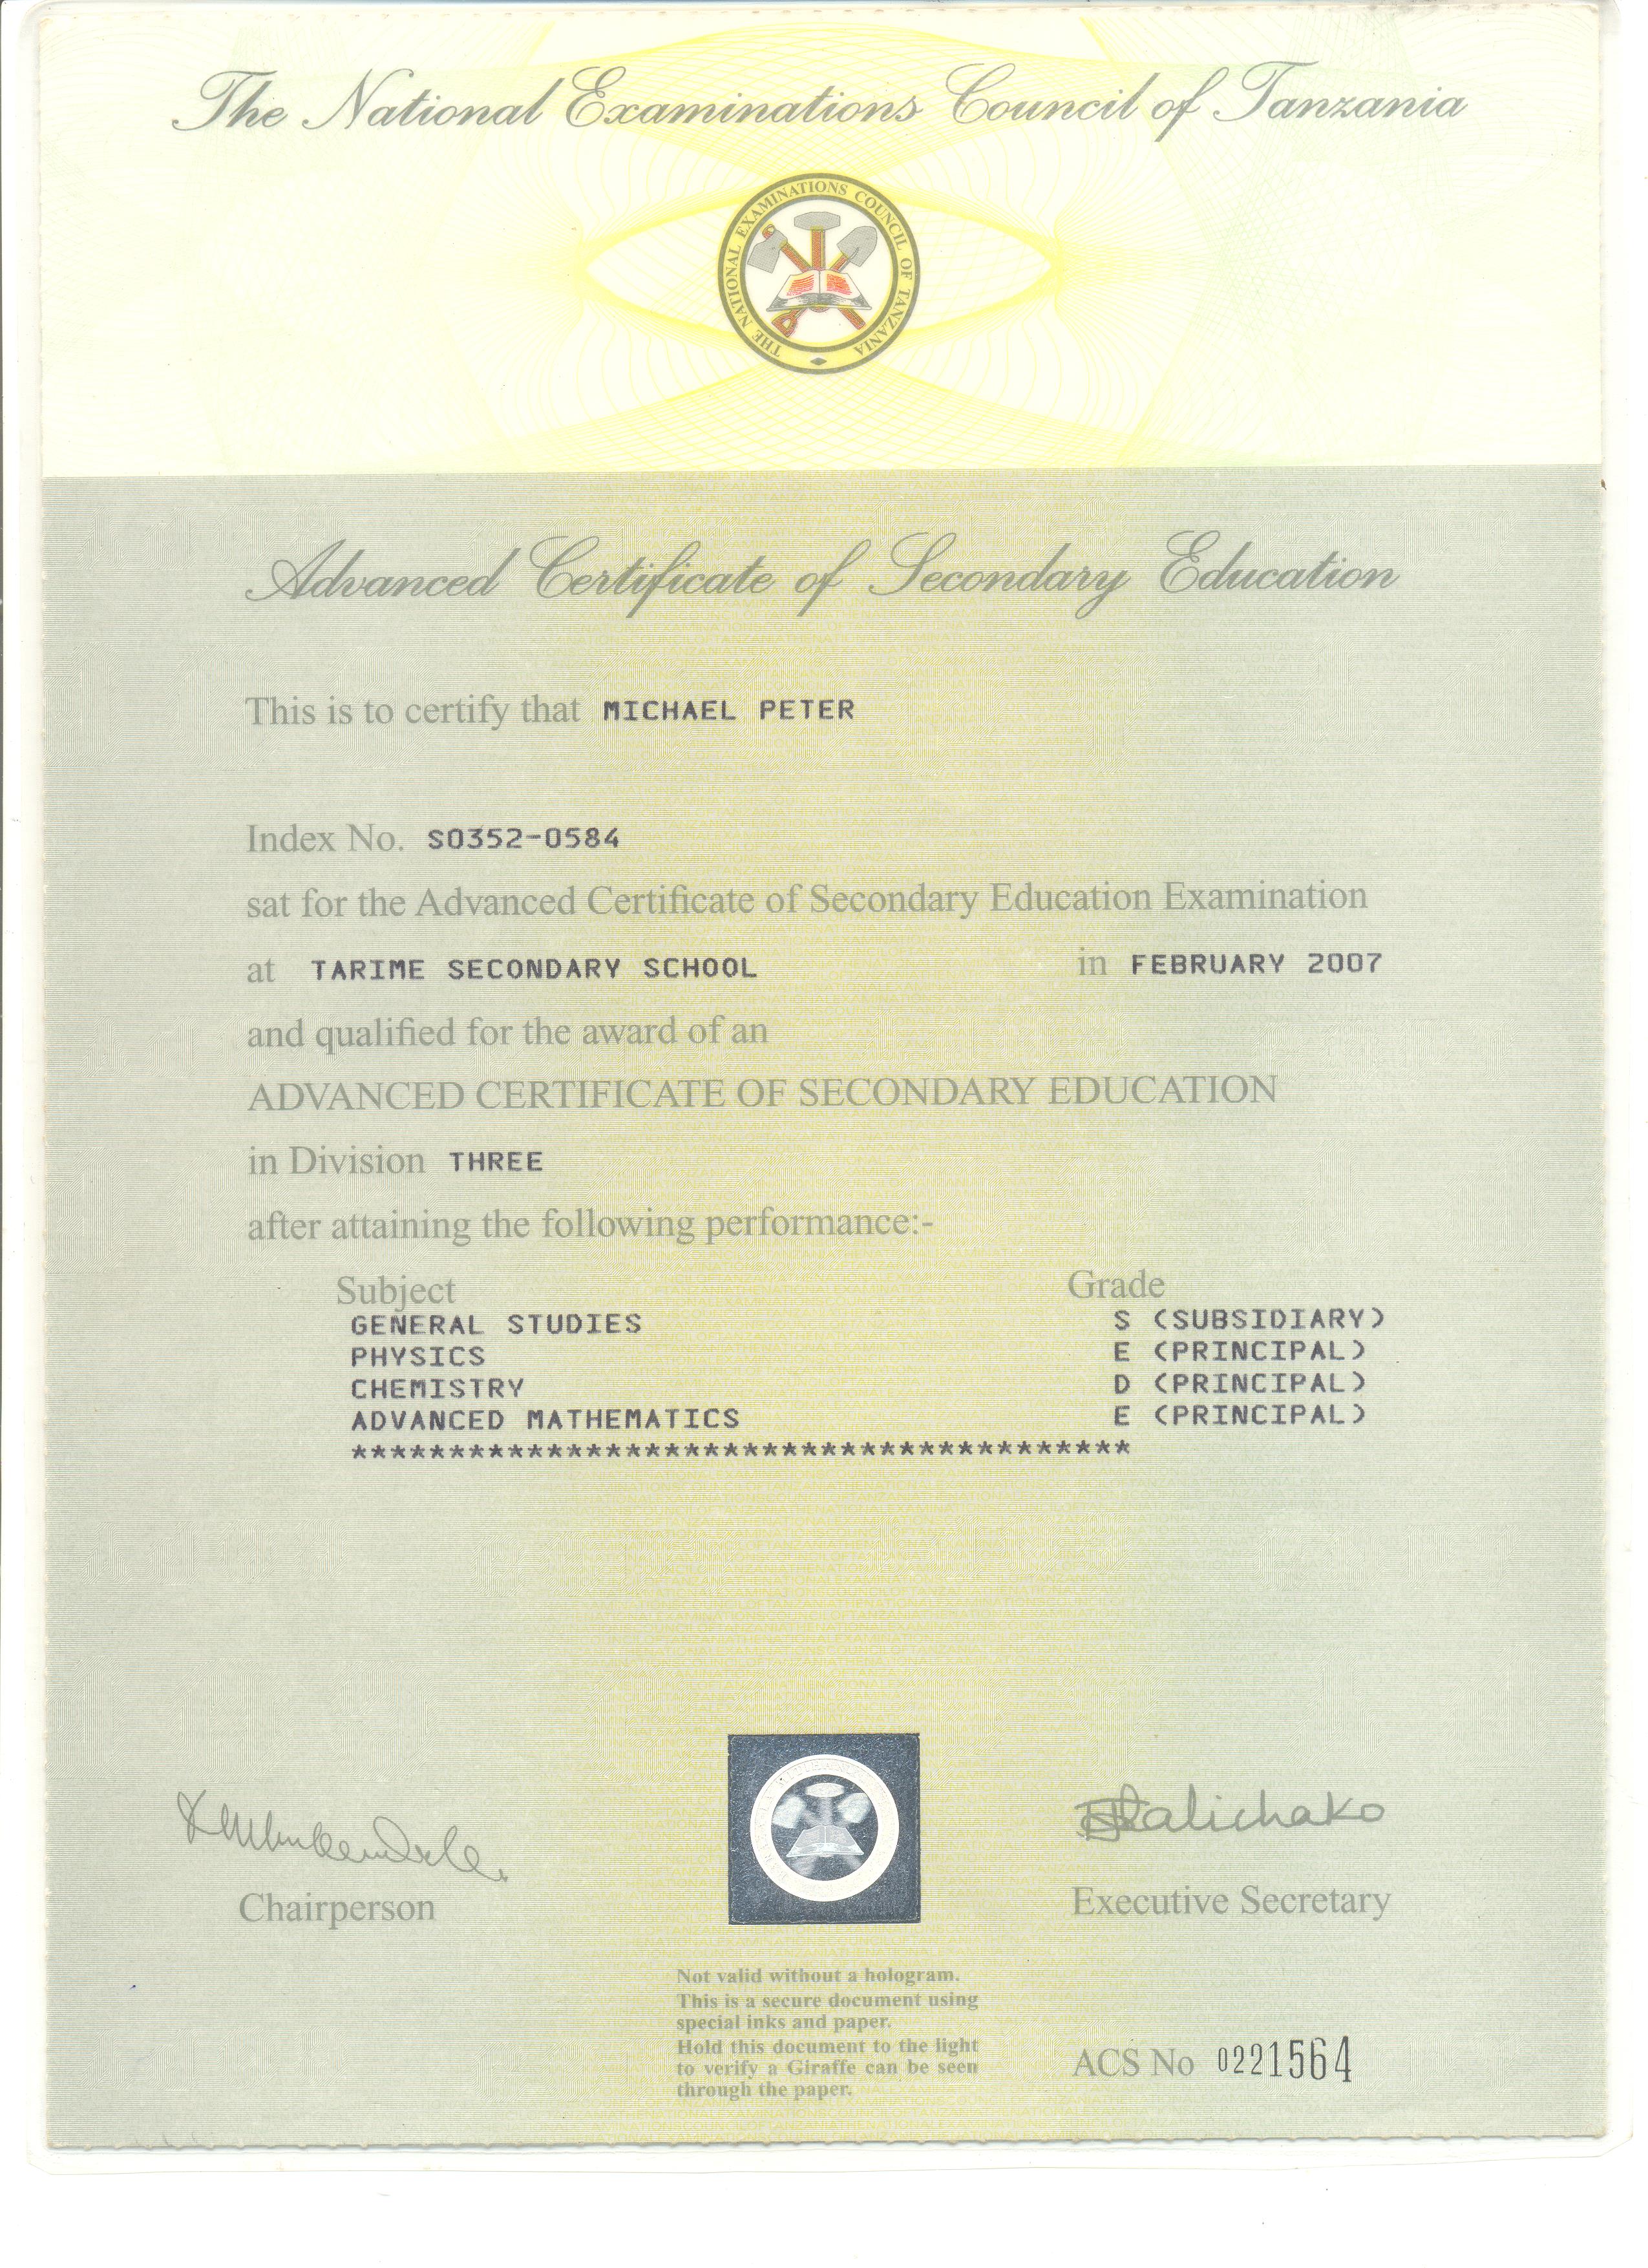 The National Examinations Council of Tanzania
THE NATIONAL EXAMINATIONS COUNCIL OF TANZANIA
Advanced Certificate of Secondary Education
This is to certify that MICHAEL PETER
Index No. S0352-0584
sat for the Advanced Certificate of Secondary Education Examination
at TARIME SECONDARY SCHOOL in FEBRUARY 2007
and qualified for the award of an
ADVANCED CERTIFICATE OF SECONDARY EDUCATION
in Division THREE
after attaining the following performance:-
Subject Grade
GENERAL STUDIES S (SUBSIDIARY)
PHYSICS E (PRINCIPAL)
CHEMISTRY D (PRINCIPAL)
ADVANCED MATHEMATICS E (PRINCIPAL)
****************************************
Chairperson
Executive Secretary
Not valid without a hologram.
This is a secure document using
special inks and paper.
Hold this document to the light
to verify a Giraffe can be seen
through the paper.
ACS No 0221564